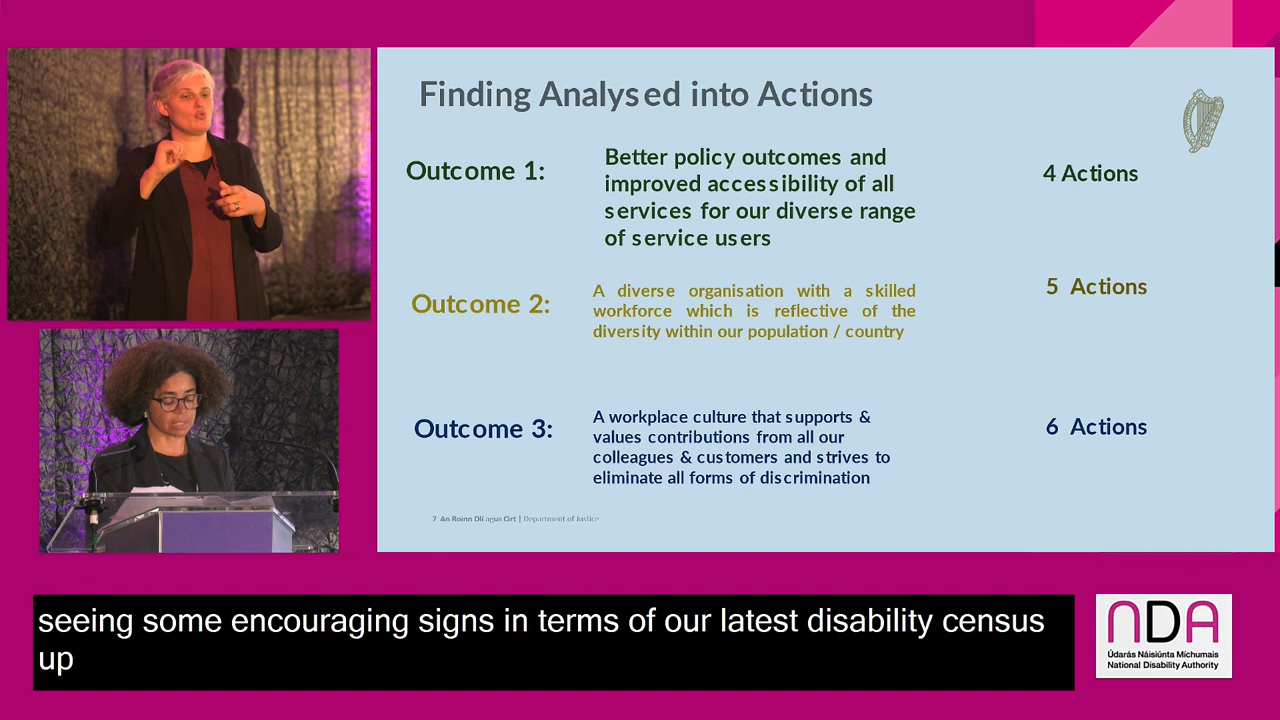 Finding Analysed into Actions
Outcome 1:
Better policy outcomes and
improved accessibility of all
services for our diverse range
of service users
4 Actions
Outcome 2:
A diverse organisation with a skilled
workforce which is reflective of the
diversity within our population / country
5 Actions
Outcome 3:
A workplace culture that supports &
values contributions from all our
colleagues & customers and strives to
eliminate all forms of discrimination
6 Actions
7 An Roinn Dlí agus Cirt | Department of Justice
seeing some encouraging signs in terms of our latest disability census
up
NDA
Údarás Náisiúnta Míchumais
National Disability Authority